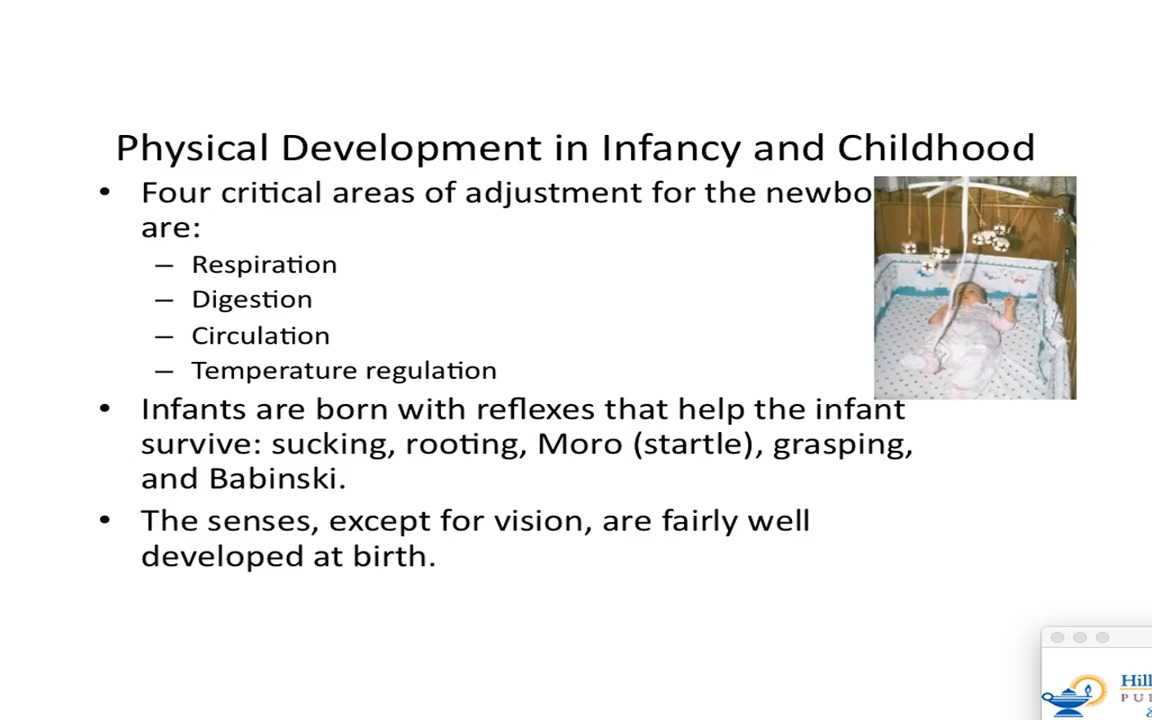 Physical Development in Infancy and Childhood
• Four critical areas of adjustment for the
are:
– Respiration
– Digestion
– Circulation
– Temperature regulation
• Infants are born with reflexes that help the infant
survive: sucking, rooting, Moro (startle), grasping,
and Babinski.
• The senses, except for vision, are fairly well
developed at birth.